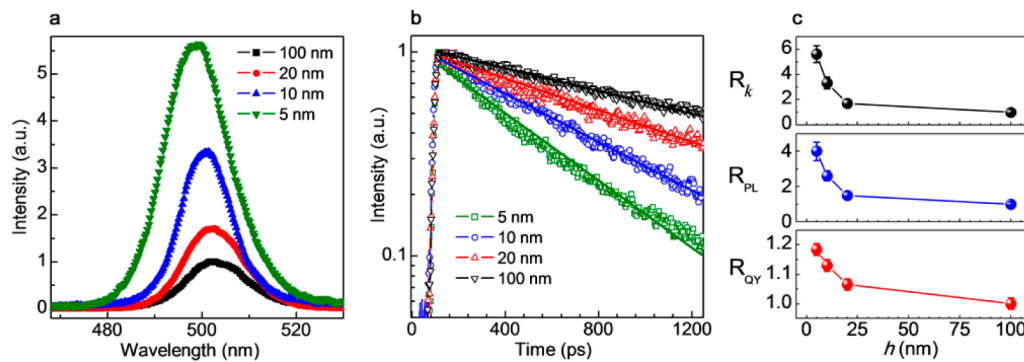 a
Intensity (a.u.)
5
4
3
2
1
0
100 nm
20 nm
10 nm
5 nm
480 500 520
Wavelength (nm)
b
Intensity (a.u.)
1
0.1
5 nm
10 nm
20 nm
100 nm
0 400 800 1200
Time (ps)
c
R_k
6
4
2
0
R_PL
4
2
0
R_QY
1.2
1.1
1.0
0 25 50 75 100
h (nm)